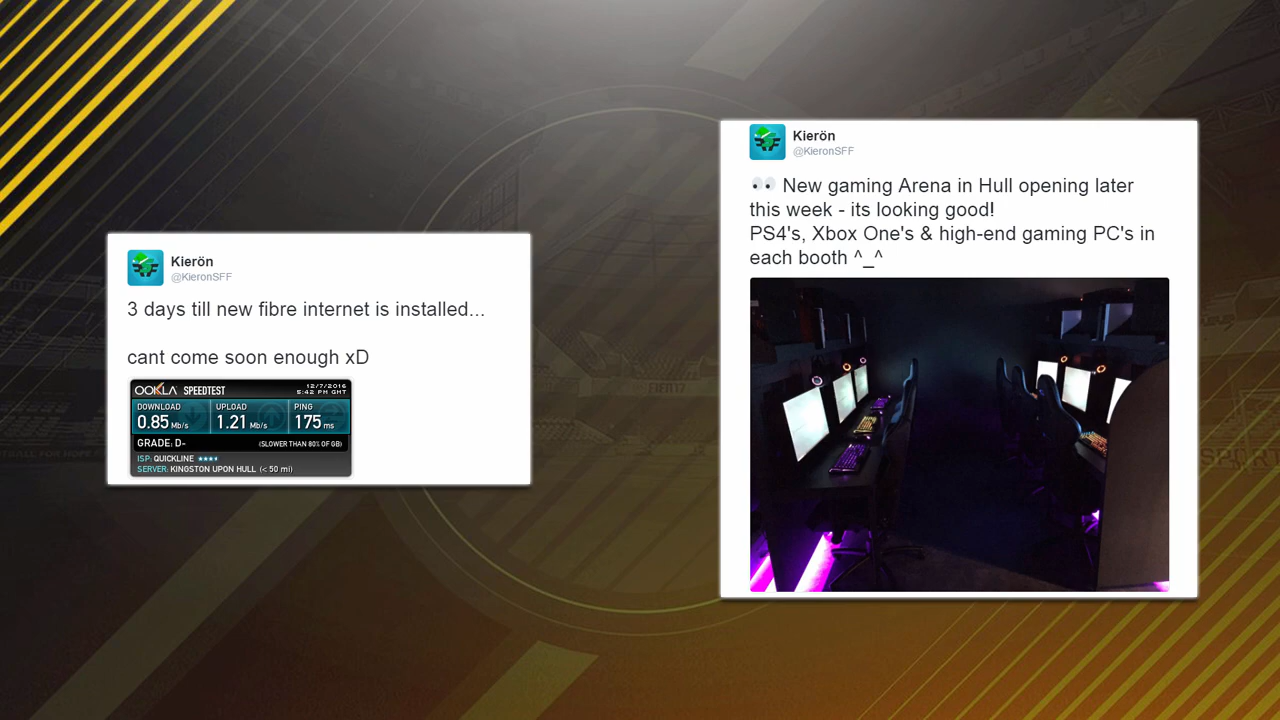 Kierön
@KieronSFF
3 days till new fibre internet is installed...
cant come soon enough xD
OOKLA SPEEDTEST
12/7/2016
5:42 PM GMT
DOWNLOAD
0.85 Mb/s
UPLOAD
1.21 Mb/s
PING
175 ms
GRADE: D-
(SLOWER THAN 80% OF GB)
ISP: QUICKLINE
SERVER: KINGSTON UPON HULL (< 50 mi)
Kierön
@KieronSFF
👀 New gaming Arena in Hull opening later
this week - its looking good!
PS4's, Xbox One's & high-end gaming PC's in
each booth ^_^
FIFA17